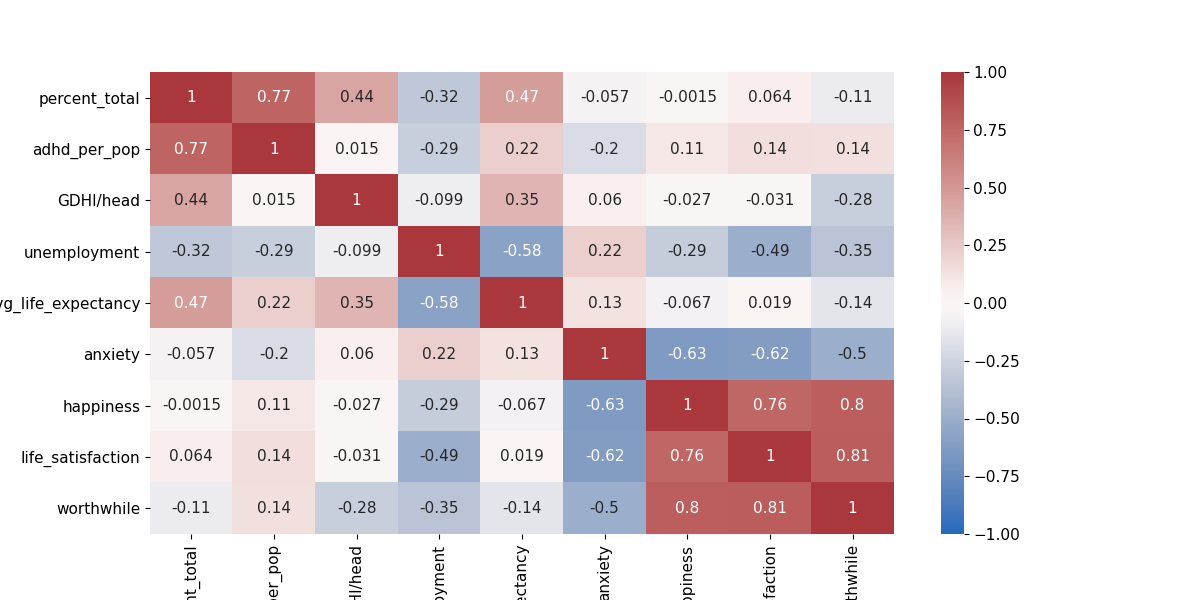 percent_total 1 0.77 0.44 -0.32 0.47 -0.057 -0.0015 0.064 -0.11
adhd_per_pop 0.77 1 0.015 -0.29 0.22 -0.2 0.11 0.14 0.14
GDHI/head 0.44 0.015 1 -0.099 0.35 0.06 -0.027 -0.031 -0.28
unemployment -0.32 -0.29 -0.099 1 -0.58 0.22 -0.29 -0.49 -0.35
vg_life_expectancy 0.47 0.22 0.35 -0.58 1 0.13 -0.067 0.019 -0.14
anxiety -0.057 -0.2 0.06 0.22 0.13 1 -0.63 -0.62 -0.5
happiness -0.0015 0.11 -0.027 -0.29 -0.067 -0.63 1 0.76 0.8
life_satisfaction 0.064 0.14 -0.031 -0.49 0.019 -0.62 0.76 1 0.81
worthwhile -0.11 0.14 -0.28 -0.35 -0.14 -0.5 0.8 0.81 1
nt_total
per_pop
HI/head
oyment
ectancy
anxiety
ppiness
faction
thwhile
1.00
0.75
0.50
0.25
0.00
−0.25
−0.50
−0.75
−1.00